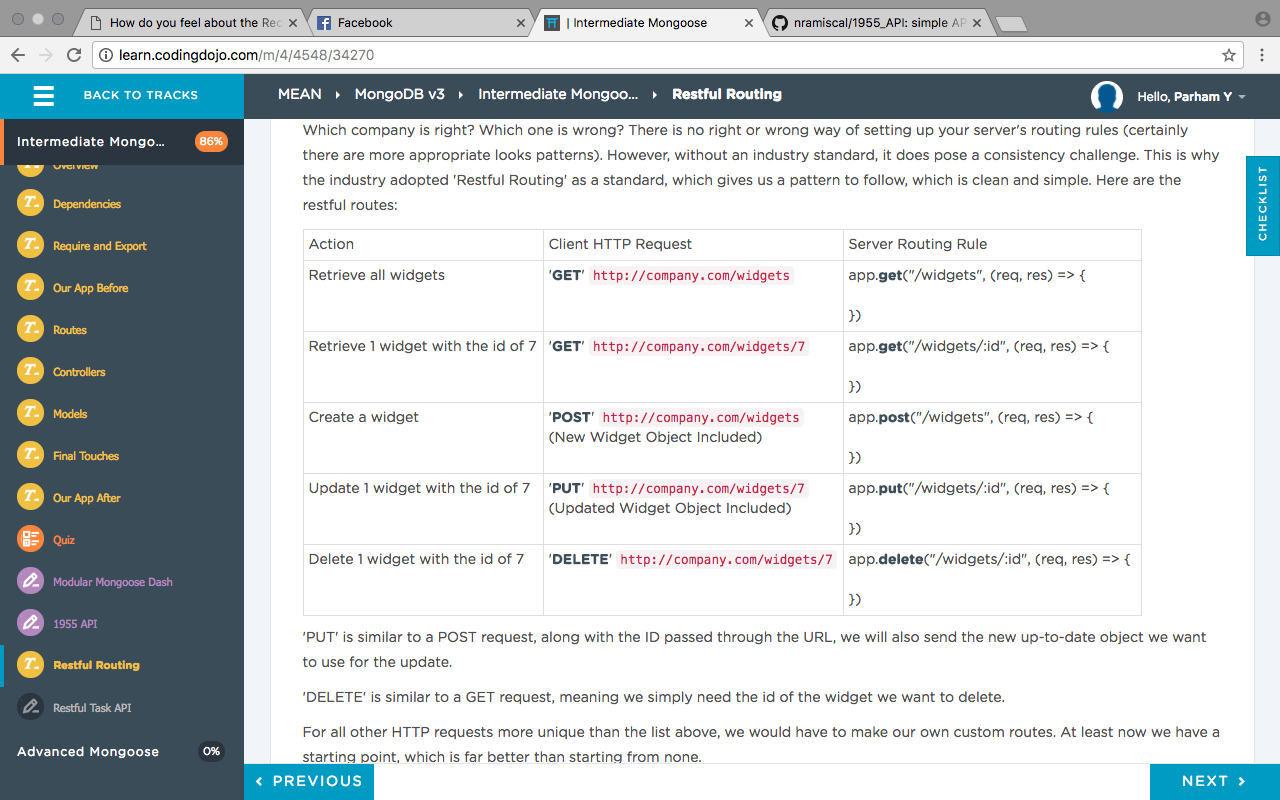 How do you feel about the Rec
Facebook
| Intermediate Mongoose
nramiscal/1955_API: simple AP
learn.codingdojo.com/m/4/4548/34270
BACK TO TRACKS
MEAN MongoDB v3 Intermediate Mongoo... Restful Routing
Hello, Parham Y
Intermediate Mongo... 86%
Overview
Dependencies
Require and Export
Our App Before
Routes
Controllers
Models
Final Touches
Our App After
Quiz
Modular Mongoose Dash
1955 API
Restful Routing
Restful Task API
Advanced Mongoose 0%
Which company is right? Which one is wrong? There is no right or wrong way of setting up your server's routing rules (certainly
there are more appropriate looks patterns). However, without an industry standard, it does pose a consistency challenge. This is why
the industry adopted 'Restful Routing' as a standard, which gives us a pattern to follow, which is clean and simple. Here are the
restful routes:
Action Client HTTP Request Server Routing Rule
Retrieve all widgets 'GET' http://company.com/widgets app.get("/widgets", (req, res) => {
})
Retrieve 1 widget with the id of 7 'GET' http://company.com/widgets/7 app.get("/widgets/:id", (req, res) => {
})
Create a widget 'POST' http://company.com/widgets app.post("/widgets", (req, res) => {
(New Widget Object Included)
})
Update 1 widget with the id of 7 'PUT' http://company.com/widgets/7 app.put("/widgets/:id", (req, res) => {
(Updated Widget Object Included)
})
Delete 1 widget with the id of 7 'DELETE' http://company.com/widgets/7 app.delete("/widgets/:id", (req, res) => {
})
'PUT' is similar to a POST request, along with the ID passed through the URL, we will also send the new up-to-date object we want
to use for the update.
'DELETE' is similar to a GET request, meaning we simply need the id of the widget we want to delete.
For all other HTTP requests more unique than the list above, we would have to make our own custom routes. At least now we have a
starting point, which is far better than starting from none.
CHECKLIST
PREVIOUS
NEXT